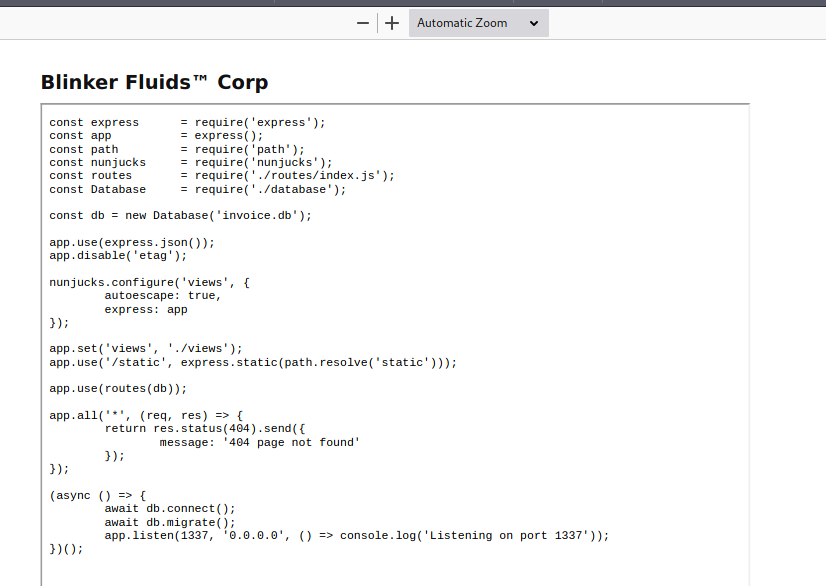 Automatic Zoom
Blinker Fluids™ Corp
const express      = require('express');
const app          = express();
const path         = require('path');
const nunjucks     = require('nunjucks');
const routes       = require('./routes/index.js');
const Database     = require('./database');

const db = new Database('invoice.db');

app.use(express.json());
app.disable('etag');

nunjucks.configure('views', {
        autoescape: true,
        express: app
});

app.set('views', './views');
app.use('/static', express.static(path.resolve('static')));

app.use(routes(db));

app.all('*', (req, res) => {
        return res.status(404).send({
                message: '404 page not found'
        });
});

(async () => {
        await db.connect();
        await db.migrate();
        app.listen(1337, '0.0.0.0', () => console.log('Listening on port 1337'));
})();